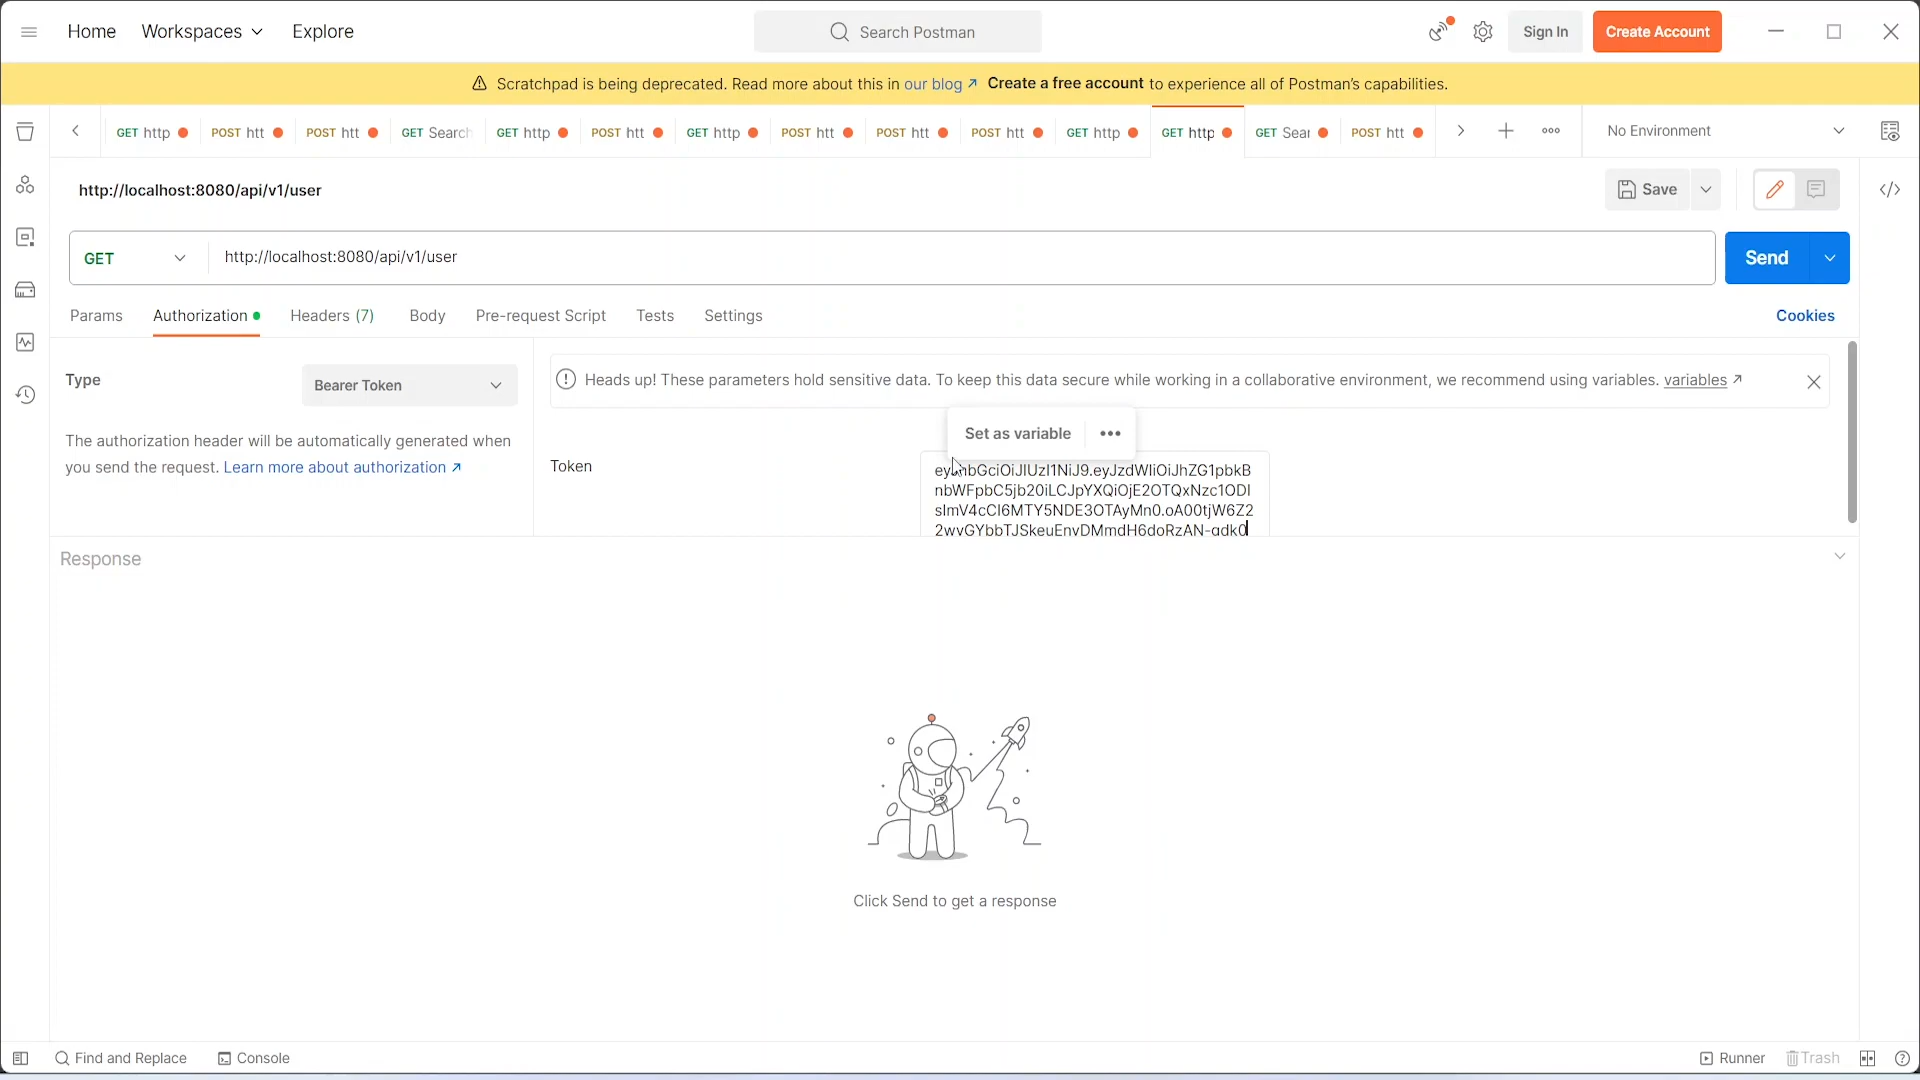 Home Workspaces Explore Search Postman Sign In Create Account
Scratchpad is being deprecated. Read more about this in our blog ↗ Create a free account to experience all of Postman's capabilities.
GET http POST htt POST htt GET Search GET http POST htt GET http POST htt POST htt POST htt GET http GET http GET Sear POST htt No Environment
http://localhost:8080/api/v1/user Save
GET http://localhost:8080/api/v1/user Send
Params Authorization Headers (7) Body Pre-request Script Tests Settings Cookies
Type Bearer Token
Heads up! These parameters hold sensitive data. To keep this data secure while working in a collaborative environment, we recommend using variables. variables ↗
The authorization header will be automatically generated when
you send the request. Learn more about authorization ↗
Set as variable
Token
nbWFpbC5jb20iLCJpYXQiOjE2OTQxNzc1ODI
sImV4cCI6MTY5NDE3OTAyMn0.oA00tjW6Z2
Response
Click Send to get a response
Find and Replace Console Runner Trash